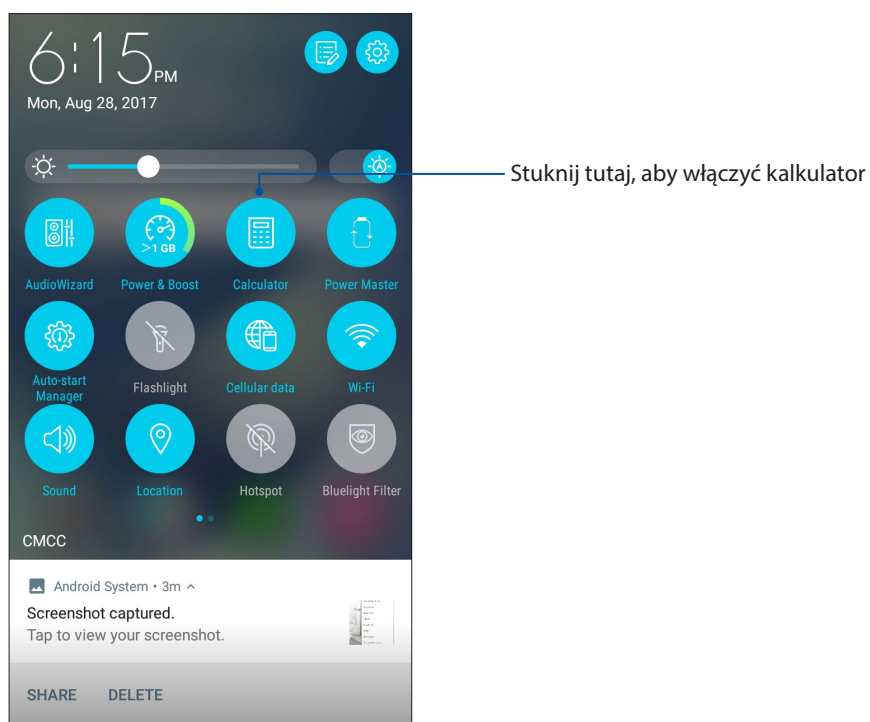 6:15 PM
Mon, Aug 28, 2017
A
Stuknij tutaj, aby włączyć kalkulator
>1 GB
AudioWizard
Power & Boost
Calculator
Power Master
Auto-start
Manager
Flashlight
Cellular data
Wi-Fi
Sound
Location
Hotspot
Bluelight Filter
CMCC
Android System • 3m
Screenshot captured.
Tap to view your screenshot.
SHARE DELETE